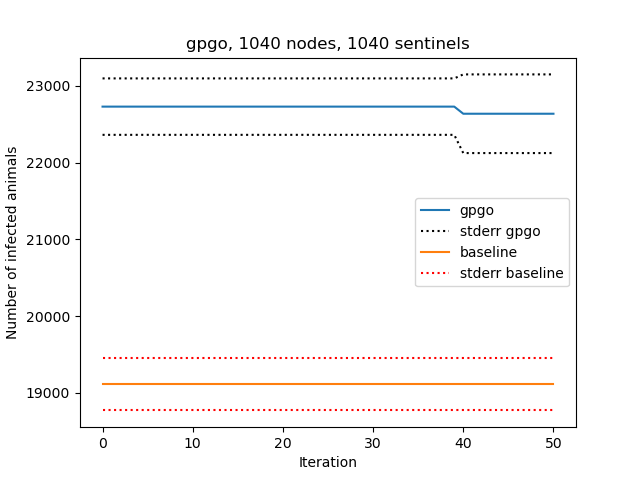 gpgo, 1040 nodes, 1040 sentinels
Number of infected animals
23000
22000
21000
20000
19000
gpgo
stderr gpgo
baseline
stderr baseline
0 10 20 30 40 50
Iteration